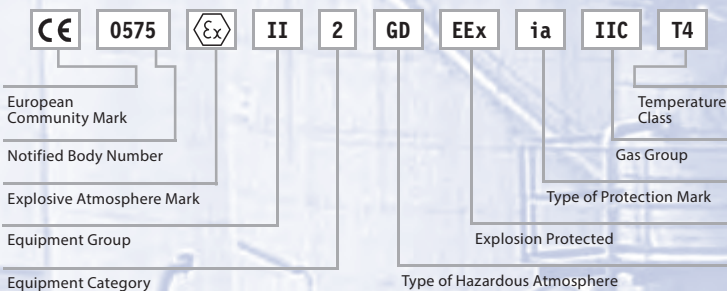 CE 0575 Ex II 2 GD EEx ia IIC T4
European
Community Mark
Temperature
Class
Notified Body Number
Gas Group
Explosive Atmosphere Mark
Type of Protection Mark
Equipment Group
Explosion Protected
Equipment Category
Type of Hazardous Atmosphere